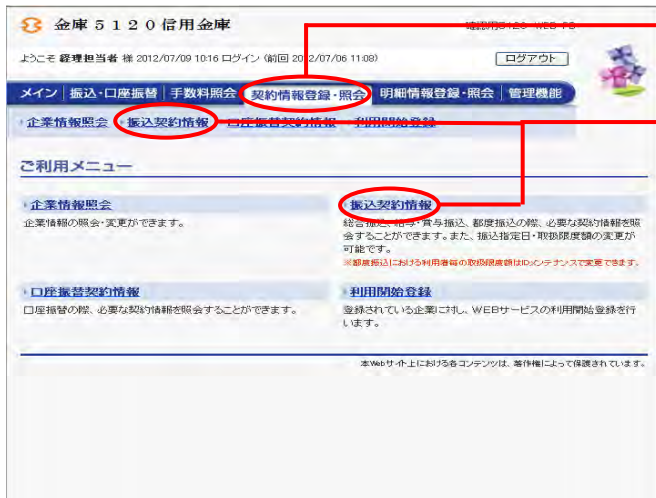 金庫5120信用金庫
ようこそ 経理担当者 様 2012/07/09 10:16 ログイン (前回 2012/07/06 11:08)
ログアウト
メイン 振込・口座振替 手数料照会 契約情報登録・照会 明細情報登録・照会 管理機能
企業情報照会 振込契約情報 口座振替契約情報 利用開始登録
ご利用メニュー
企業情報照会
企業情報の照会・変更ができます。
振込契約情報
総合振込、給与・賞与振込、都度振込の際、必要な契約情報を照
会することができます。また、振込指定日・取扱限度額の変更が
可能です。
※都度振込における利用者毎の取扱限度額はIDメンテナンスで変更できます。
口座振替契約情報
口座振替の際、必要な契約情報を照会することができます。
利用開始登録
登録されている企業に対し、WEBサービスの利用開始登録を行
います。
本Webサイト上における各コンテンツは、著作権によって保護されています。